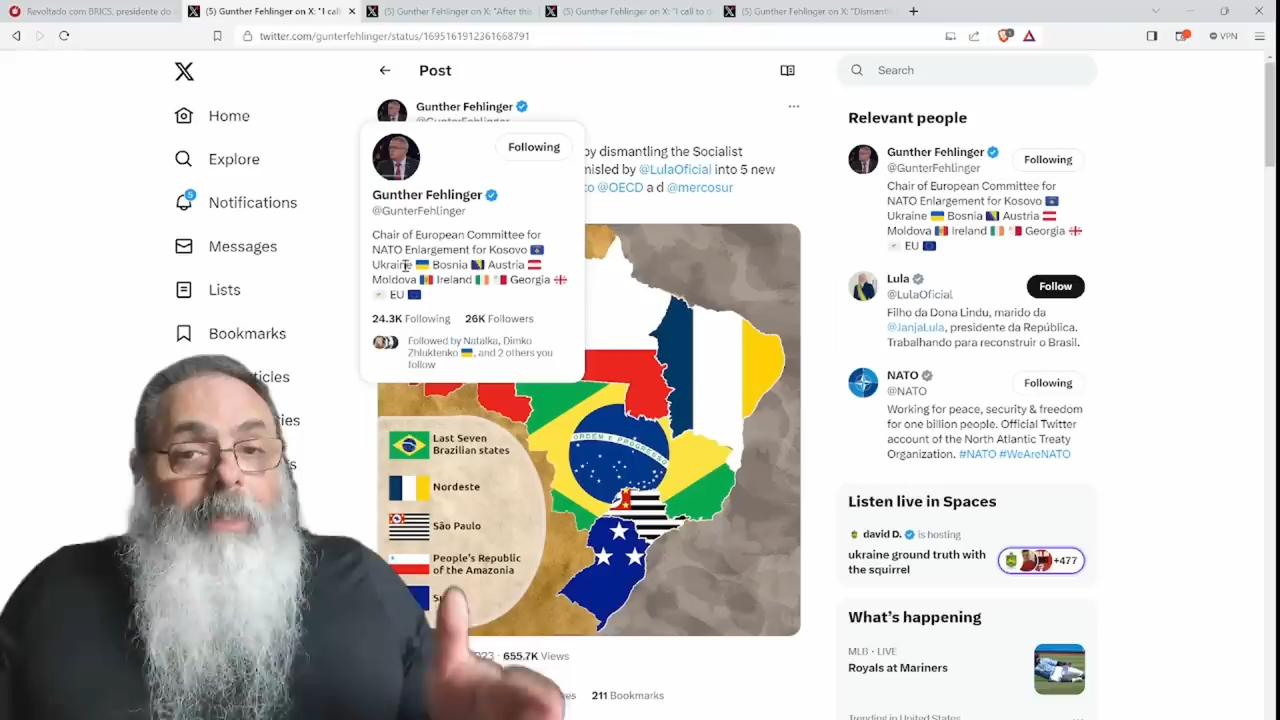 Revoltado com BRICS, presidente do
(5) Gunther Fehlinger on X: "I call
(5) Gunther Fehlinger on X: "After this
(5) Gunther Fehlinger on X: "I call to d
(5) Gunther Fehlinger on X: "Dismantl
twitter.com/gunterfehlinger/status/1695161912361668791
VPN
Home
Explore
5
Notifications
Messages
Lists
Bookmarks
Post
Gunther Fehlinger
@GunterFehlinger
by dismantling the Socialist
misled by @LulaOficial into 5 new
to @OECD a d @mercosur
Following
Gunther Fehlinger
@GunterFehlinger
Chair of European Committee for
NATO Enlargement for Kosovo
Ukraine Bosnia Austria
Moldova Ireland Georgia
EU
24.3K Following 26K Followers
Followed by Natalka, Dimko
Zhluktenko , and 2 others you
follow
ORDEM E PROGRESSO
Last Seven
Brazilian states
Nordeste
São Paulo
People's Republic
of the Amazonia
655.7K Views
211 Bookmarks
Search
Relevant people
Gunther Fehlinger
@GunterFehlinger
Following
Chair of European Committee for
NATO Enlargement for Kosovo
Ukraine Bosnia Austria
Moldova Ireland Georgia
EU
Lula
@LulaOficial
Follow
Filho da Dona Lindu, marido da
@JanjaLula, presidente da República.
Trabalhando para reconstruir o Brasil.
NATO
@NATO
Following
Working for peace, security & freedom
for one billion people. Official Twitter
account of the North Atlantic Treaty
Organization. #NATO #WeAreNATO
Listen live in Spaces
david D. is hosting
ukraine ground truth with
the squirrel
+477
What's happening
MLB · LIVE
Royals at Mariners
Trending in United States